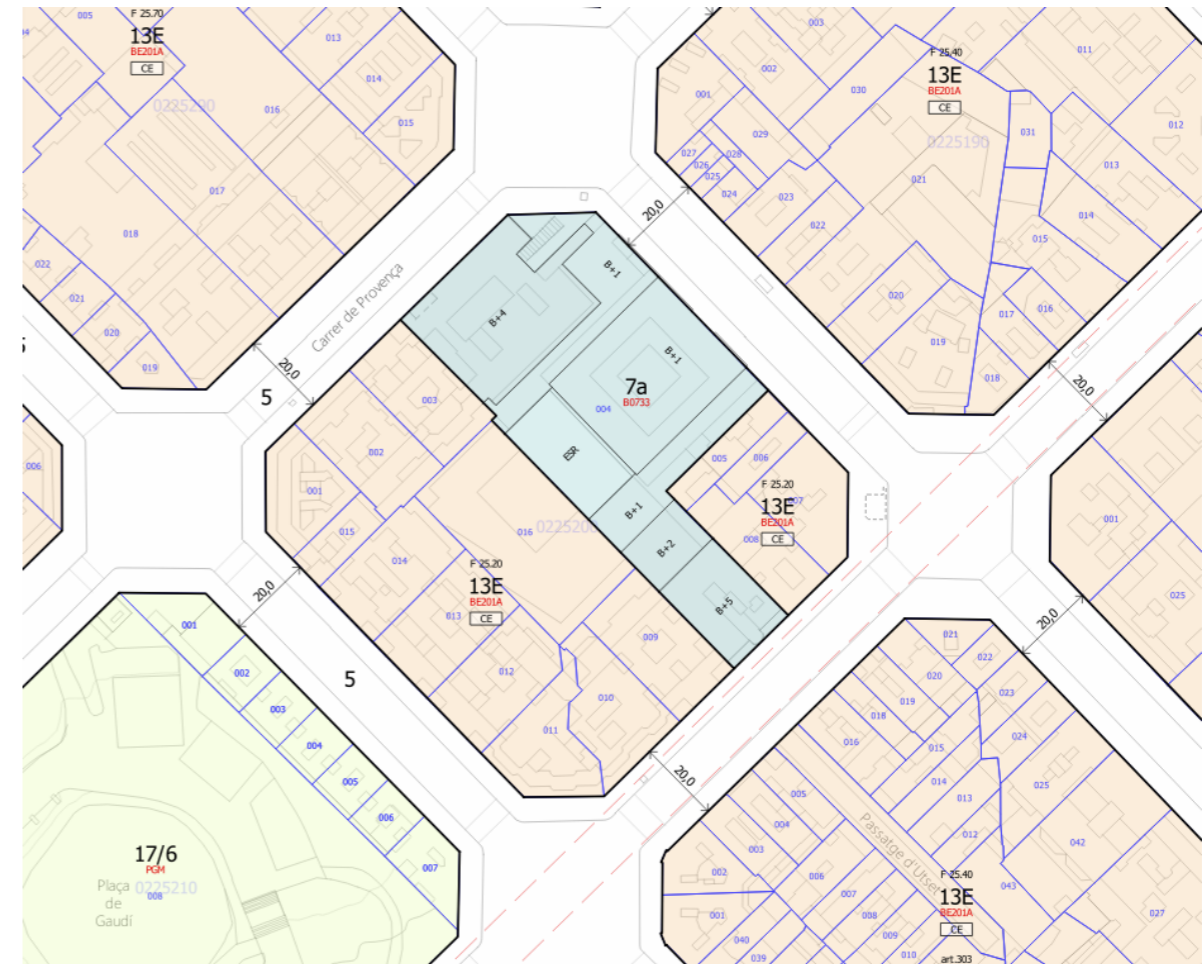 005
F 25.70
13E
BE201A
CE
013
014
015
0225290
016
017
018
022
021
020
019
003
002
001
030
029
027
026
028
025
024
023
022
F 25.40
13E
BE201A
CE
0225190
021
031
011
012
013
014
015
016
017
018
019
020
20,0
Carrer de Provença
20,0
5
B+4
B+1
B+1
7a
B0733
004
ESR
B+1
B+2
B+5
003
002
001
015
014
013
012
011
010
009
016
0225200
F 25.20
13E
BE201A
CE
005
006
007
008
F 25.20
13E
BE201A
CE
20,0
006
001
025
20,0
5
20,0
20,0
001
002
003
004
005
006
007
17/6
PGM
0225210
008
Plaça
de
Gaudí
021
022
020
019
018
016
015
014
013
012
023
024
025
042
043
027
005
004
003
002
001
006
007
008
009
010
040
039
Passatge d'Utset
F 25.40
13E
BE201A
CE
art.303